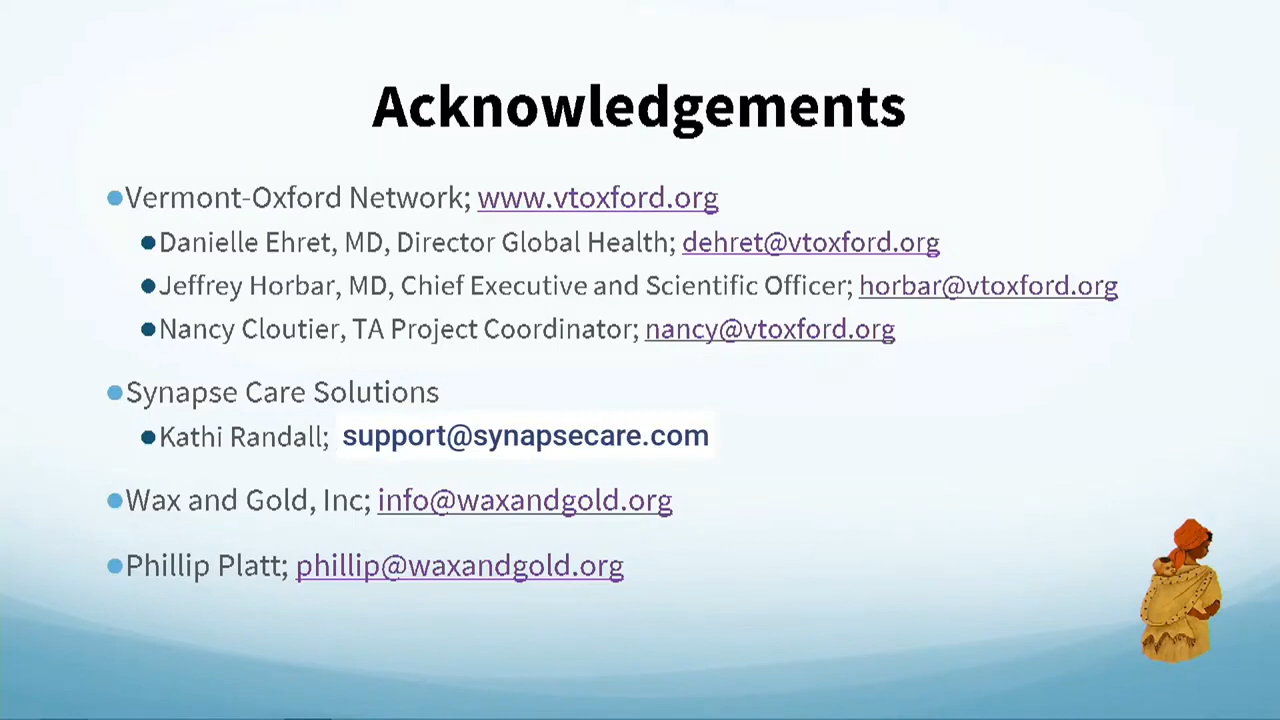 Acknowledgements
Vermont-Oxford Network; www.vtoxford.org
Danielle Ehret, MD, Director Global Health; dehret@vtoxford.org
Jeffrey Horbar, MD, Chief Executive and Scientific Officer; horbar@vtoxford.org
Nancy Cloutier, TA Project Coordinator; nancy@vtoxford.org
Synapse Care Solutions
Kathi Randall; support@synapsecare.com
Wax and Gold, Inc; info@waxandgold.org
Phillip Platt; phillip@waxandgold.org